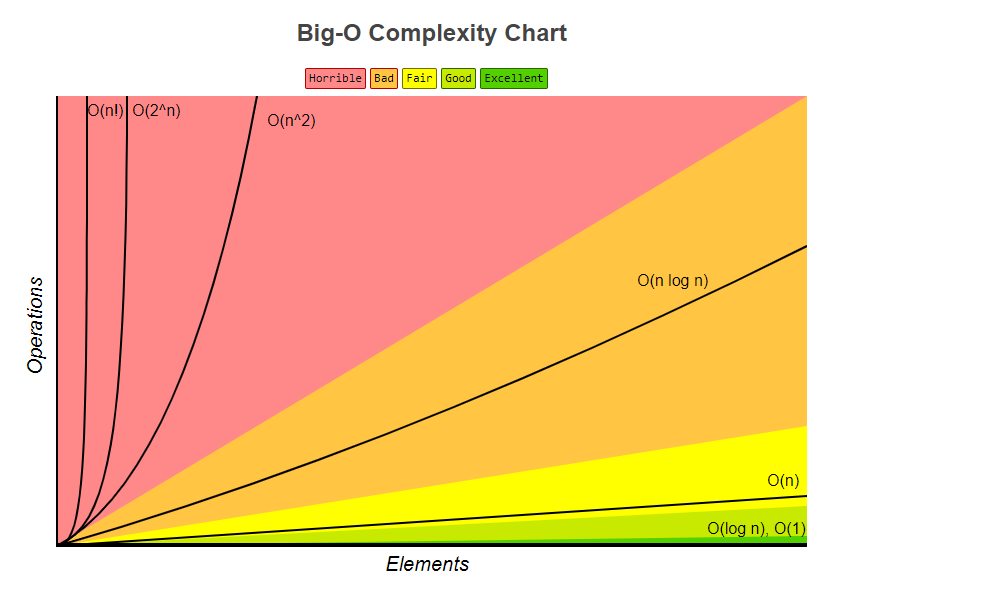 Big-O Complexity Chart
Horrible Bad Fair Good Excellent
O(n!) O(2^n)
O(n^2)
O(n log n)
O(n)
O(log n), O(1)
Operations
Elements